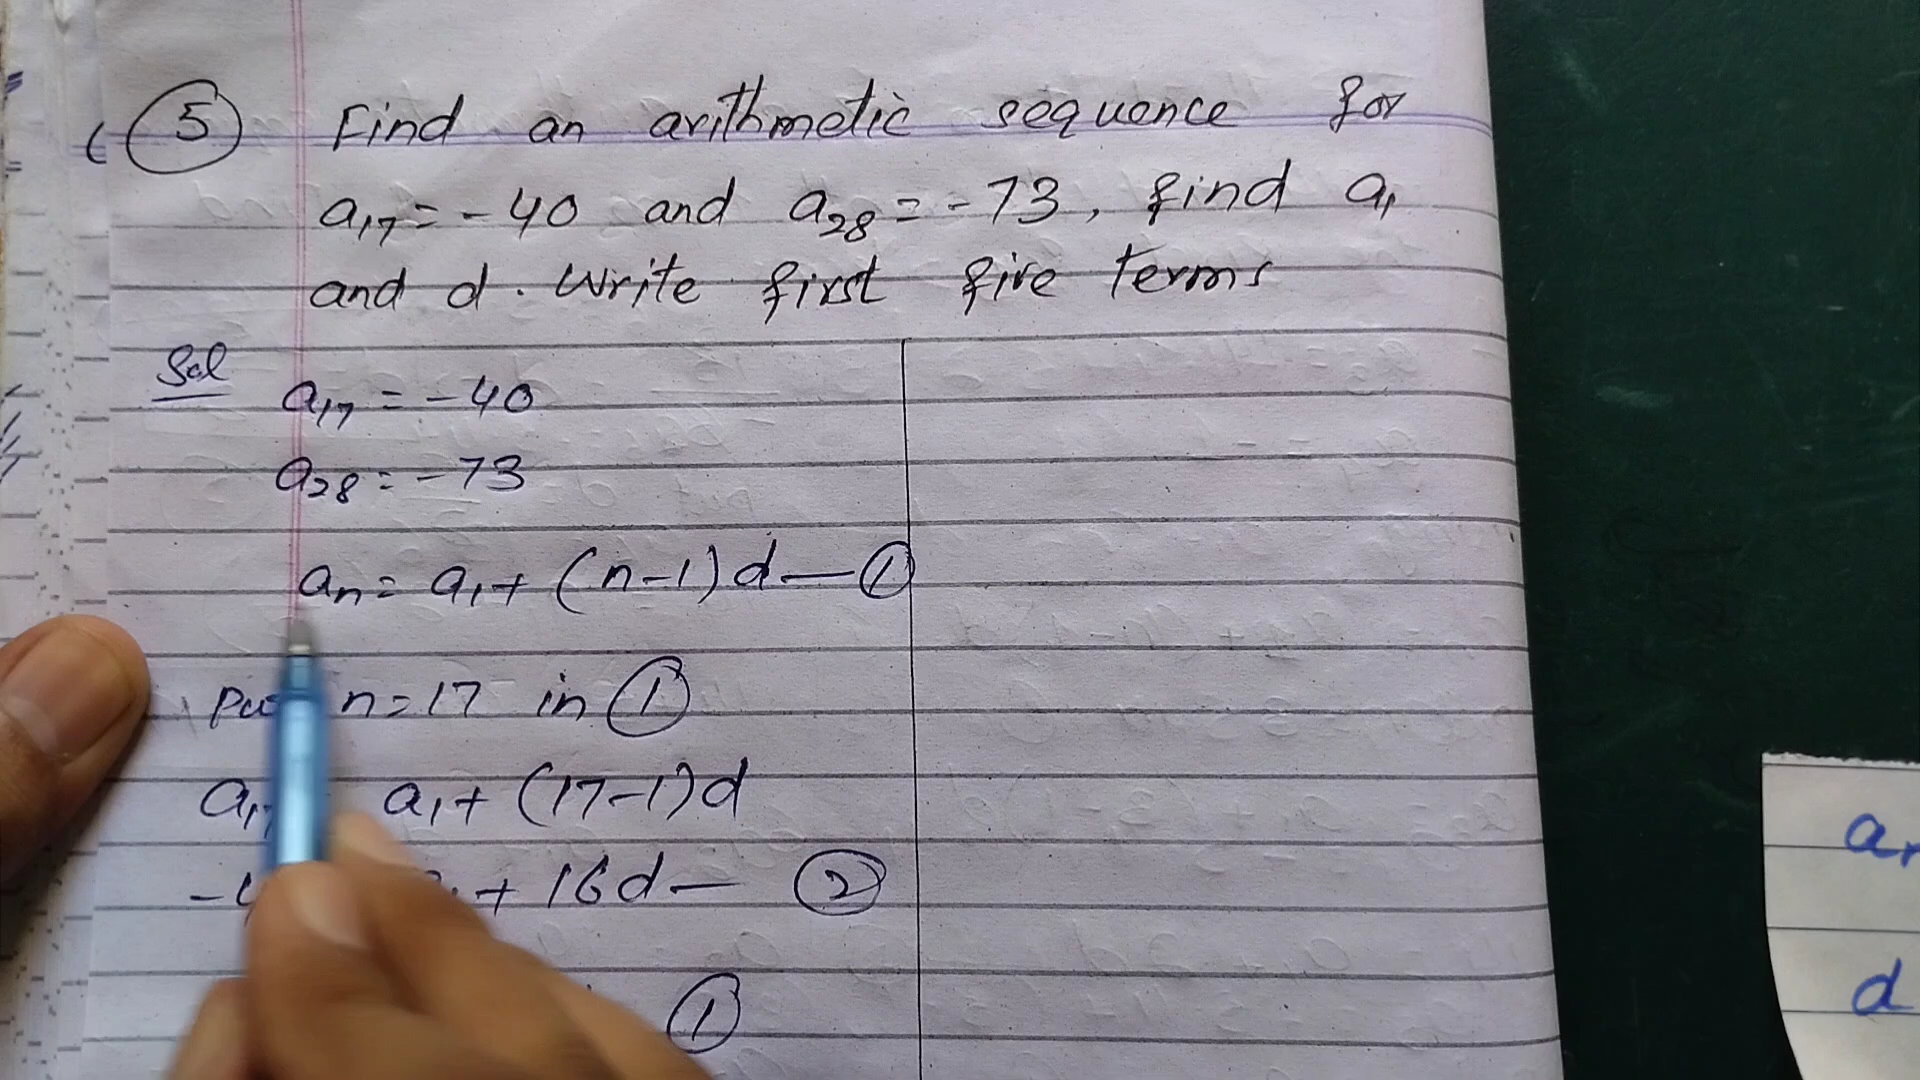 5 Find an arithmetic sequence for
a₁₇ = -40 and a₂₈ = -73, find a₁
and d. Write first five terms
Sol
a₁₇ = -40
a₂₈ = -73
aₙ = a₁ + (n-1)d — ①
n = 17 in ①
a₁ + (17-1)d
+ 16d — ②
①
d